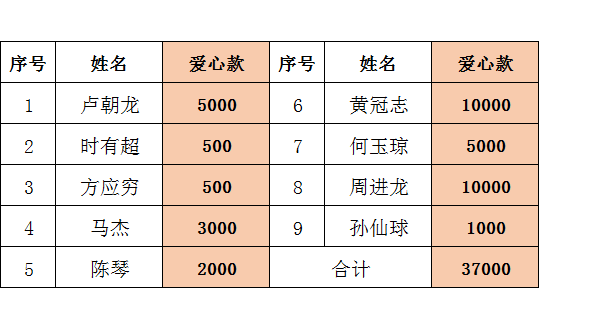 序号 姓名 爱心款 序号 姓名 爱心款
1 卢朝龙 5000 6 黄冠志 10000
2 时有超 500 7 何玉琼 5000
3 方应穷 500 8 周进龙 10000
4 马杰 3000 9 孙仙球 1000
5 陈琴 2000 合计 37000